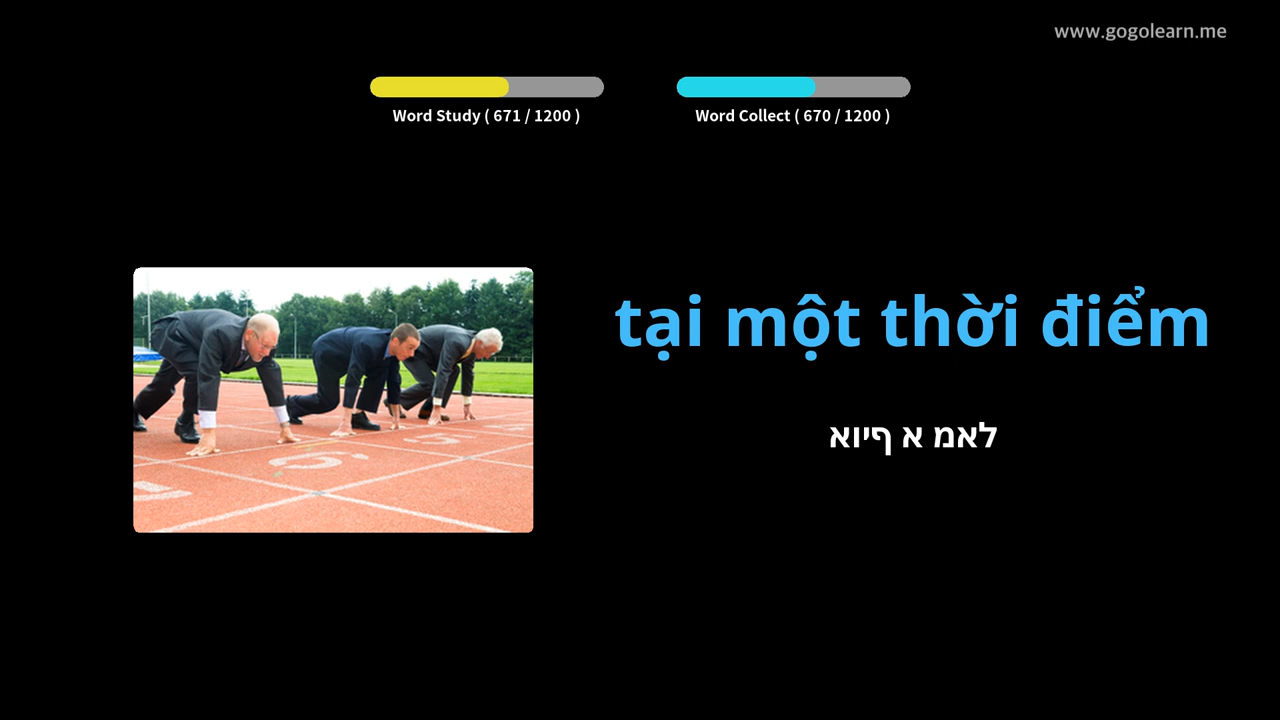 www.gogolearn.me
Word Study ( 671 / 1200 )
Word Collect ( 670 / 1200 )
tại một thời điểm
לאמ א ףיוא